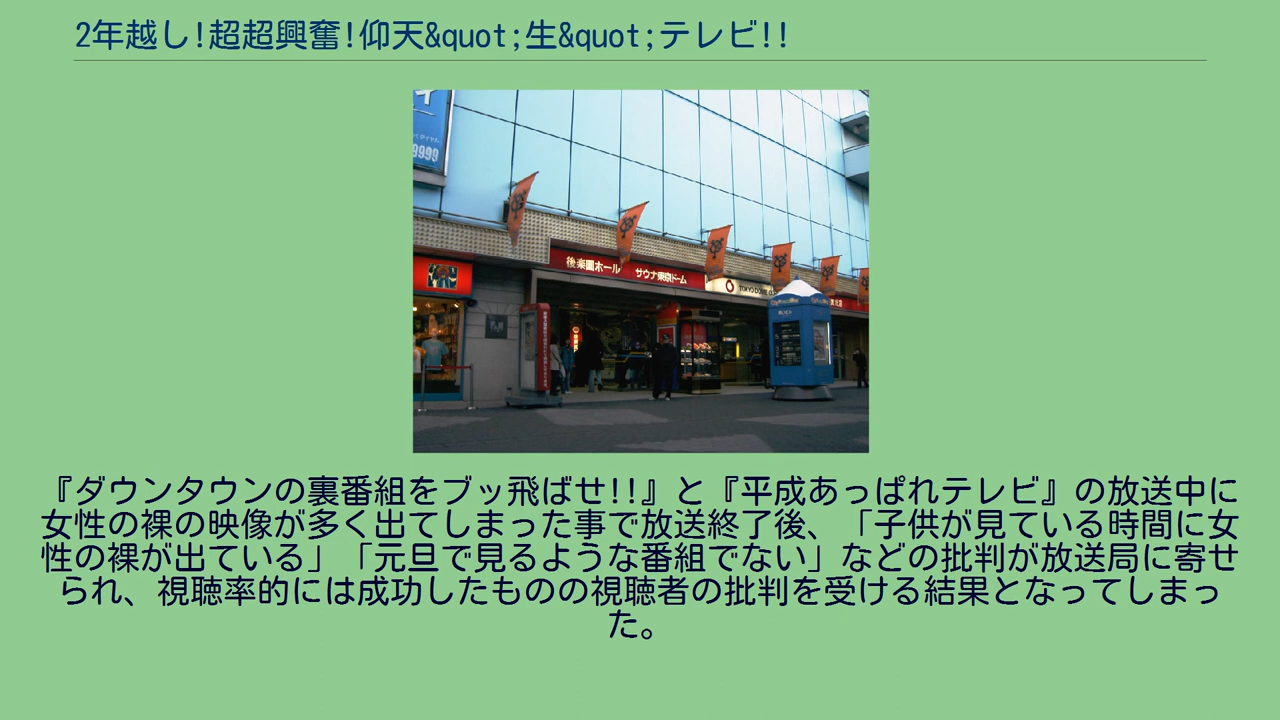 2年越し!超超興奮!仰天&quot;生&quot;テレビ!!
9999
後楽園ホール サウナ東京ドーム
TOKYO DOME
『ダウンタウンの裏番組をブッ飛ばせ!!』と『平成あっぱれテレビ』の放送中に
女性の裸の映像が多く出てしまった事で放送終了後、「子供が見ている時間に女
性の裸が出ている」「元旦で見るような番組でない」などの批判が放送局に寄せ
られ、視聴率的には成功したものの視聴者の批判を受ける結果となってしまっ
た。